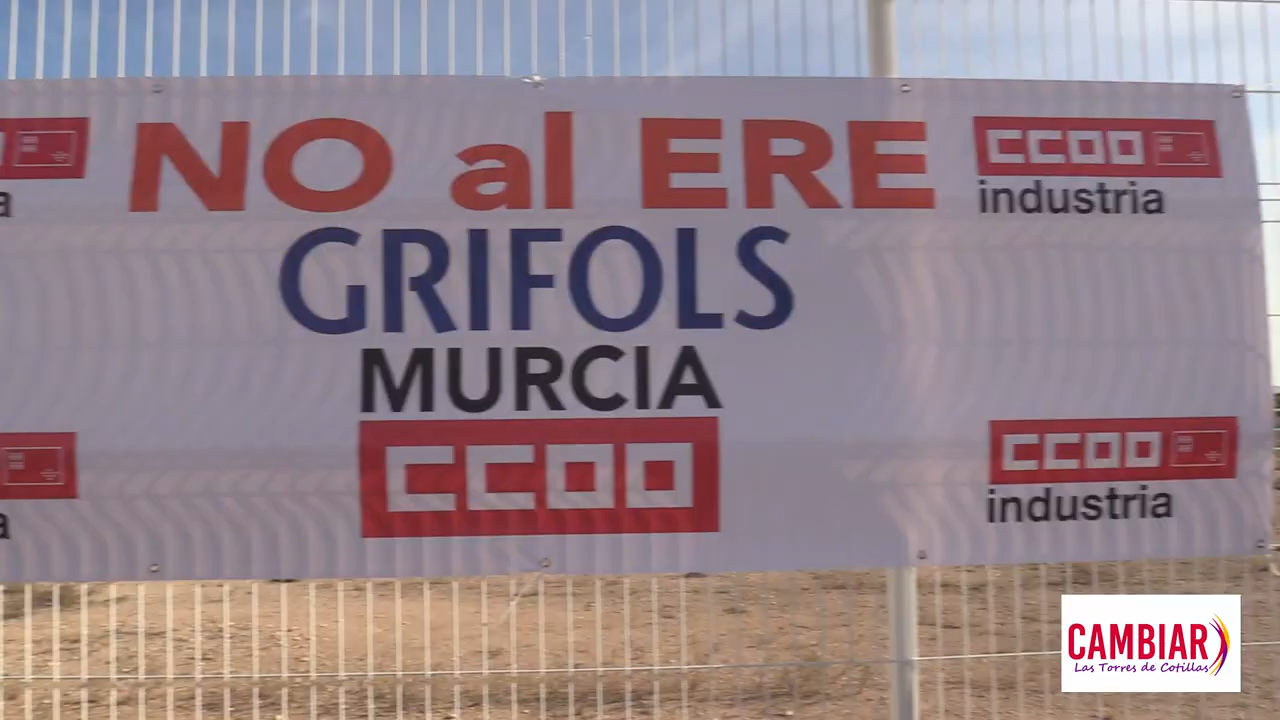 NO al ERE
GRIFOLS
MURCIA
CCOO
CCOO
industria
CCOO
industria
CAMBIAR
Las Torres de Cotillas